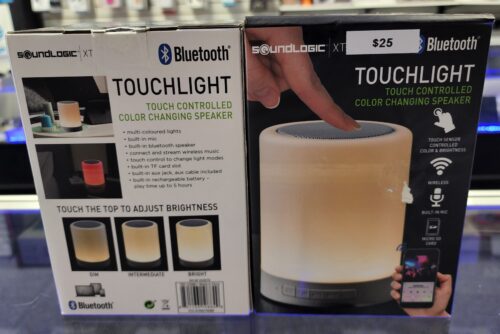 SOUNDLOGIC | XT
Bluetooth®
TOUCHLIGHT
TOUCH CONTROLLED
COLOR CHANGING SPEAKER
• multi-coloured lights
• built-in mic
• built-in bluetooth speaker
• connect and stream wireless music
• touch control to change light modes
• built-in TF card slot
• built-in aux jack, aux cable included
• built-in rechargeable battery -
play time up to 5 hours
TOUCH THE TOP TO ADJUST BRIGHTNESS
DIM
INTERMEDIATE
BRIGHT
Bluetooth®
SOUNDLOGIC | XT
$25
Bluetooth®
TOUCHLIGHT
TOUCH CONTROLLED
COLOR CHANGING SPEAKER
TOUCH SENSOR
CONTROLLED
COLOR & BRIGHTNESS
WIRELESS
BUILT-IN MIC
MICRO SD
CARD